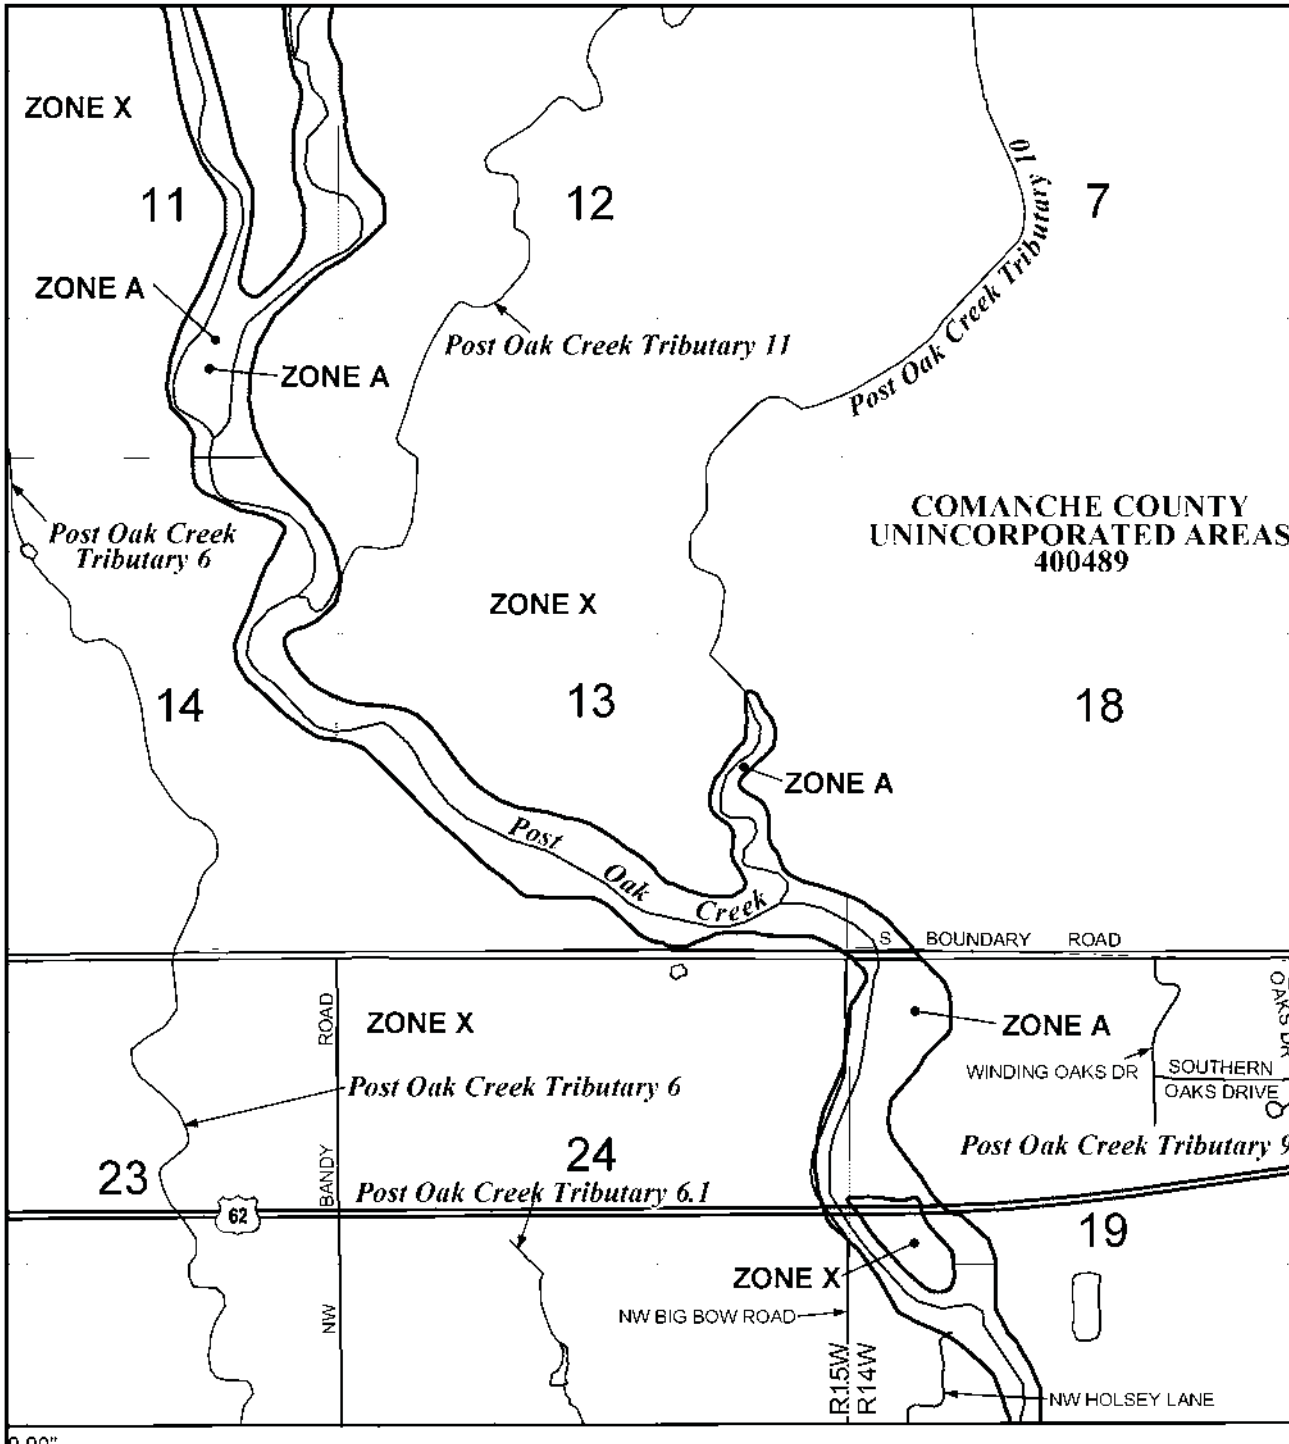 ZONE X
11
12
7
Post Oak Creek Tributary 10
ZONE A
ZONE A
Post Oak Creek Tributary 11
COMANCHE COUNTY
UNINCORPORATED AREAS
400489
Post Oak Creek
Tributary 6
ZONE X
14
13
18
ZONE A
Post Oak Creek
S BOUNDARY ROAD
ZONE X
ZONE A
OAKS DR
WINDING OAKS DR
SOUTHERN
OAKS DRIVE
NW BANDY ROAD
Post Oak Creek Tributary 6
Post Oak Creek Tributary 9
23
24
Post Oak Creek Tributary 6.1
62
19
ZONE X
NW BIG BOW ROAD
R15W
R14W
NW HOLSEY LANE